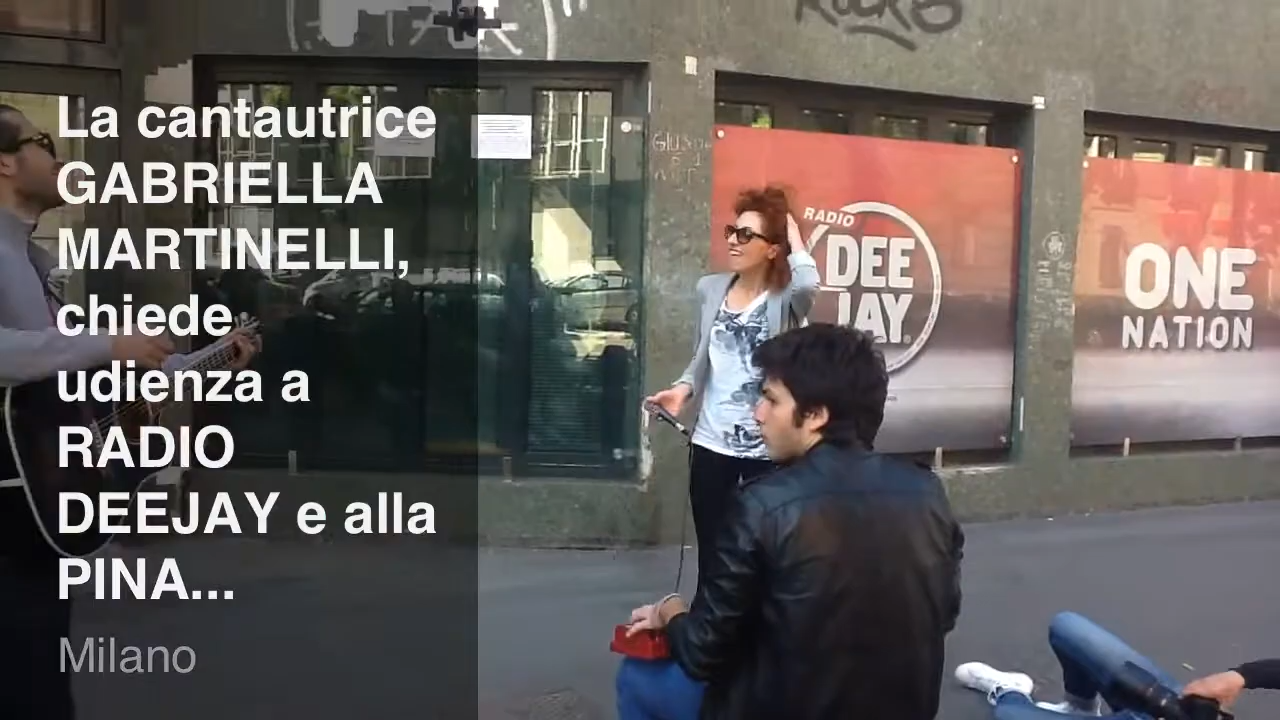 La cantautrice
GABRIELLA
MARTINELLI,
chiede
udienza a
RADIO
DEEJAY e alla
PINA...
Milano
RADIO
DEE
JAY
ONE
NATION